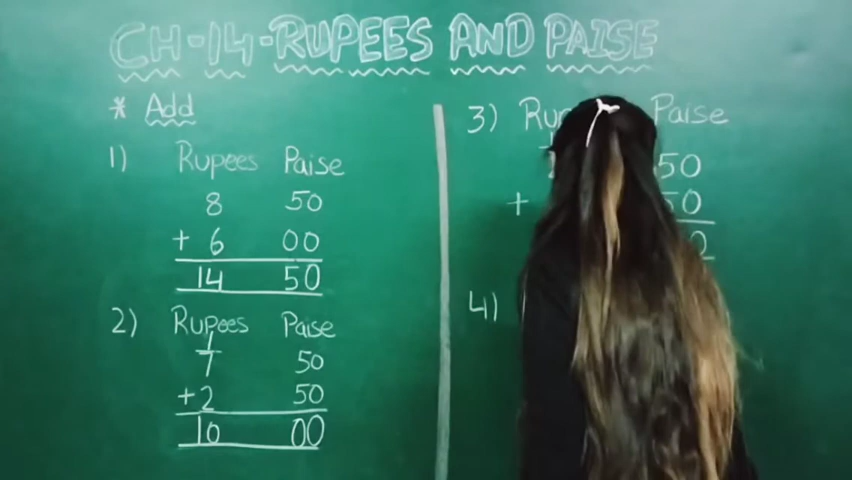 CH-14-RUPEES AND PAISE
* Add
1) Rupees Paise
8 50
+ 6 00
14 50
2) Rupees Paise
1
7 50
+2 50
10 00
3) Paise
50
+ 50
4)